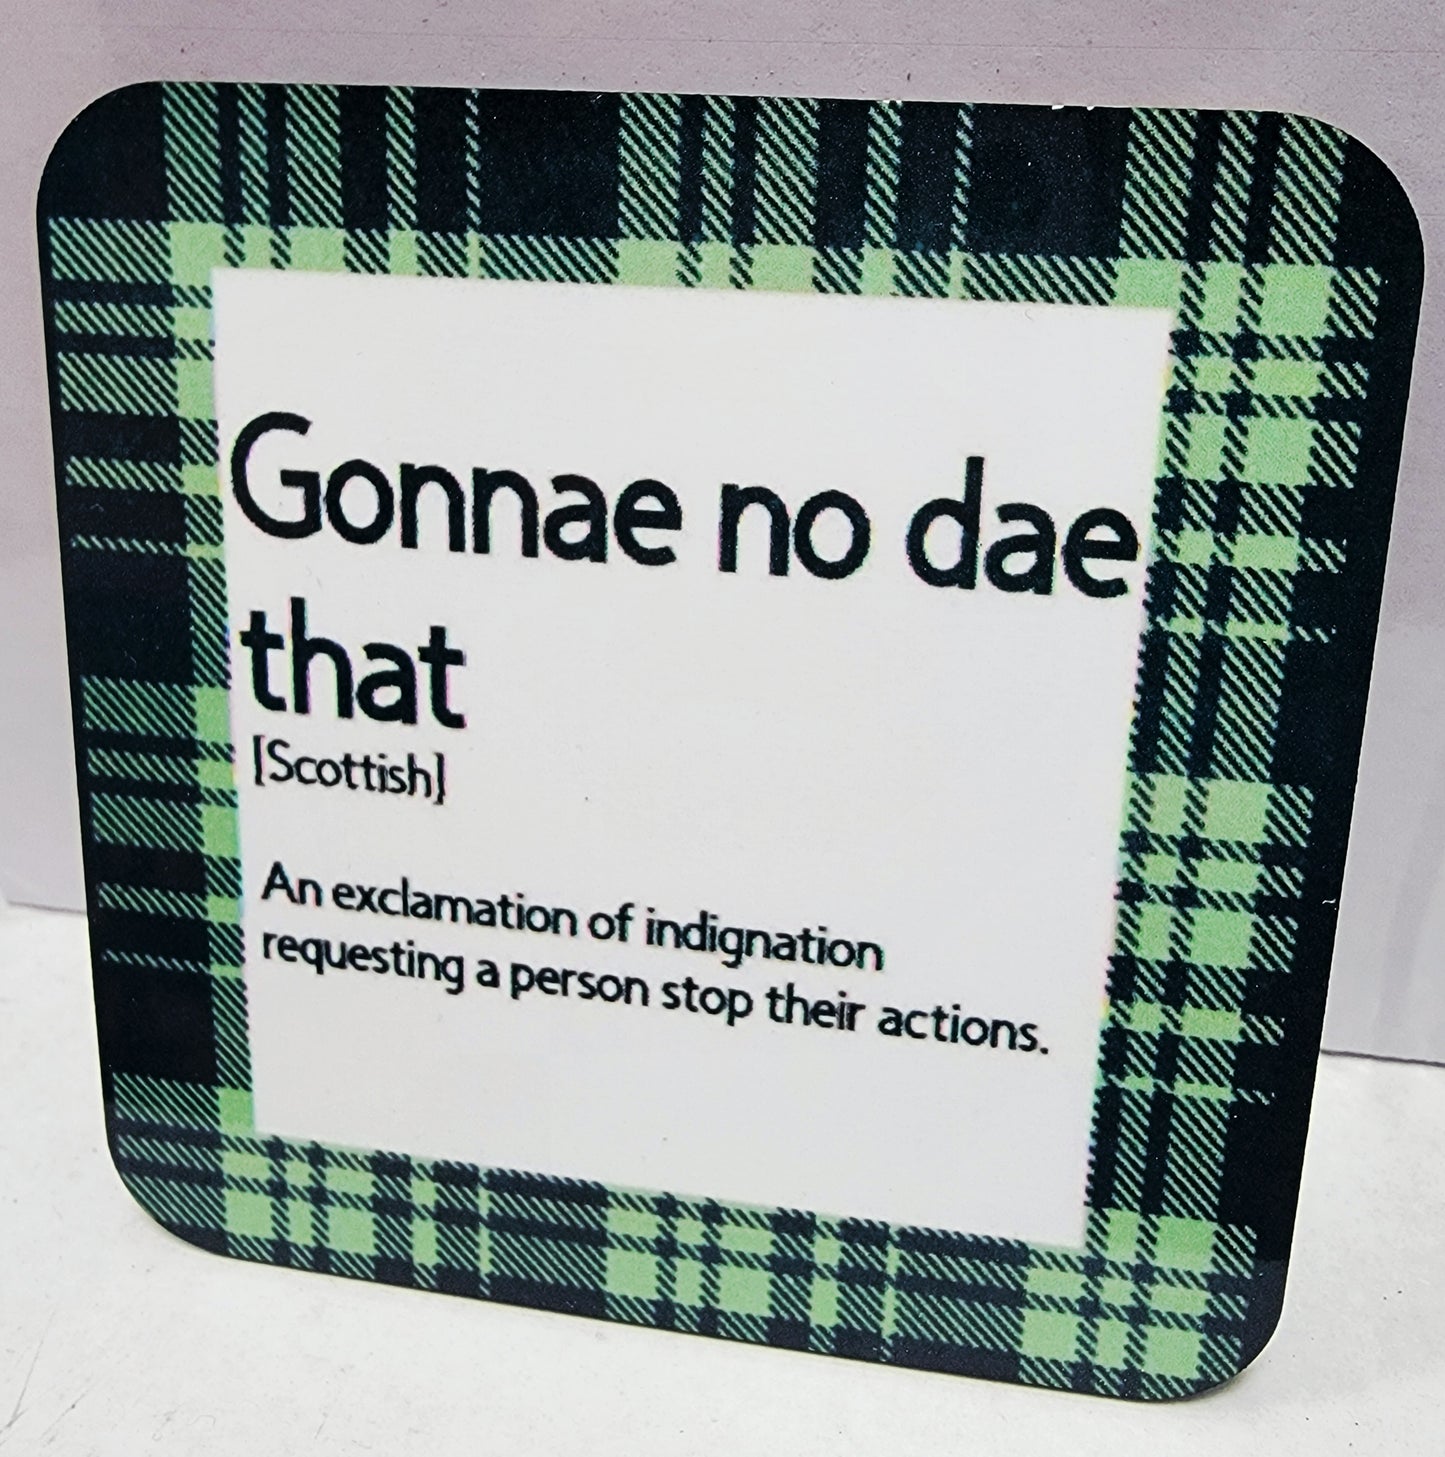 Gonnae no dae
that
[Scottish]
An exclamation of indignation
requesting a person stop their actions.